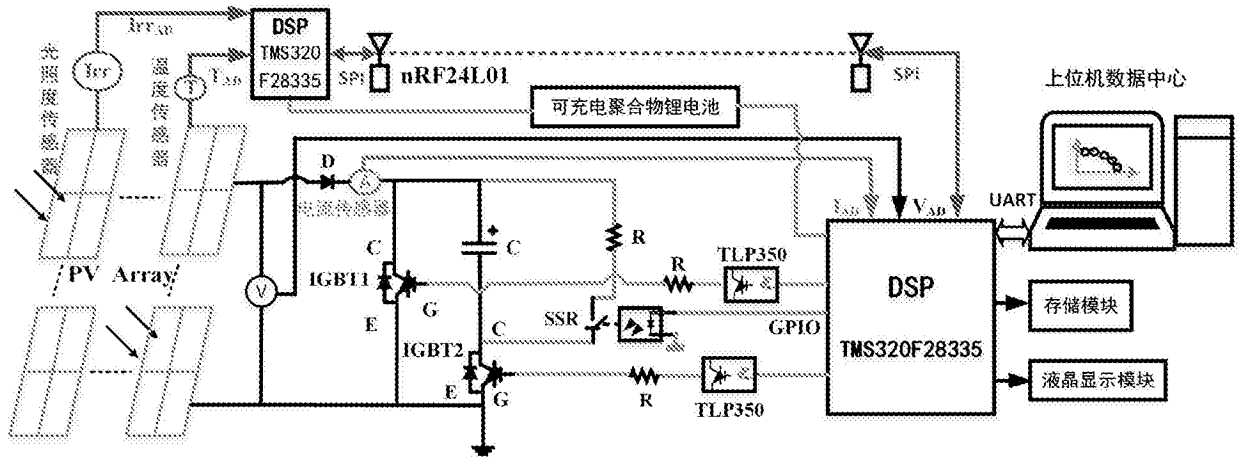 Irr_AD
DSP
TMS320
F28335
光照度传感器
Irr
温度传感器
T_AD
T
SPI
nRF24L01
SPI
上位机数据中心
可充电聚合物锂电池
D
A
电流传感器
I_AD
V_AD
UART
C
+
C
R
TLP350
PV Array
V
IGBT1
G
R
DSP
TMS320F28335
E
C
SSR
GPIO
存储模块
IGBT2
E
G
R
TLP350
液晶显示模块